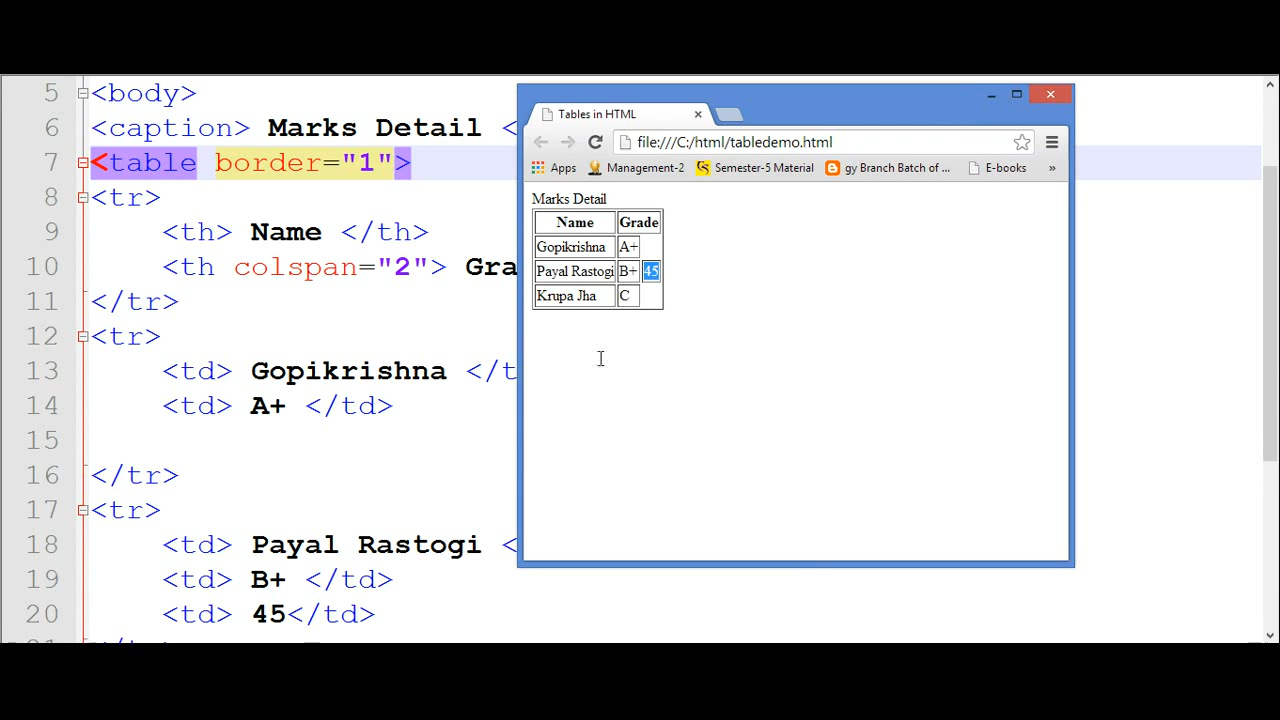 5 <body>
6 <caption> Marks Detail <
7 <table border="1">
8 <tr>
9 <th> Name </th>
10 <th colspan="2"> Gra
11 </tr>
12 <tr>
13 <td> Gopikrishna </t
14 <td> A+ </td>
15
16 </tr>
17 <tr>
18 <td> Payal Rastogi <
19 <td> B+ </td>
20 <td> 45</td>
Tables in HTML
file:///C:/html/tabledemo.html
Apps Management-2 Semester-5 Material gy Branch Batch of ... E-books »
Marks Detail
Name Grade
Gopikrishna A+
Payal Rastogi B+ 45
Krupa Jha C